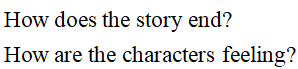 How does the story end?
How are the characters feeling?